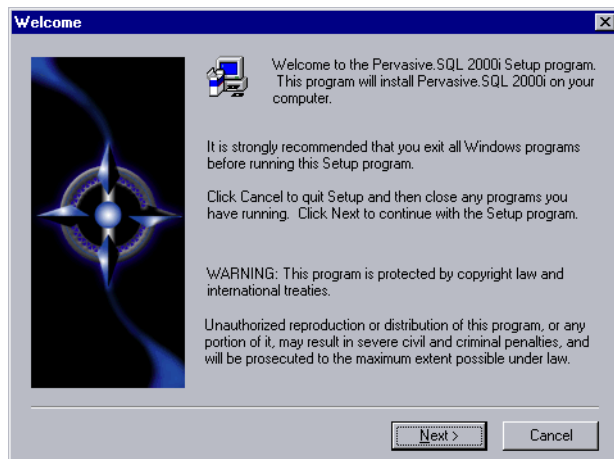 Welcome
Welcome to the Pervasive.SQL 2000i Setup program.
This program will install Pervasive.SQL 2000i on your
computer.
It is strongly recommended that you exit all Windows programs
before running this Setup program.
Click Cancel to quit Setup and then close any programs you
have running. Click Next to continue with the Setup program.
WARNING: This program is protected by copyright law and
international treaties.
Unauthorized reproduction or distribution of this program, or any
portion of it, may result in severe civil and criminal penalties, and
will be prosecuted to the maximum extent possible under law.
Next >
Cancel